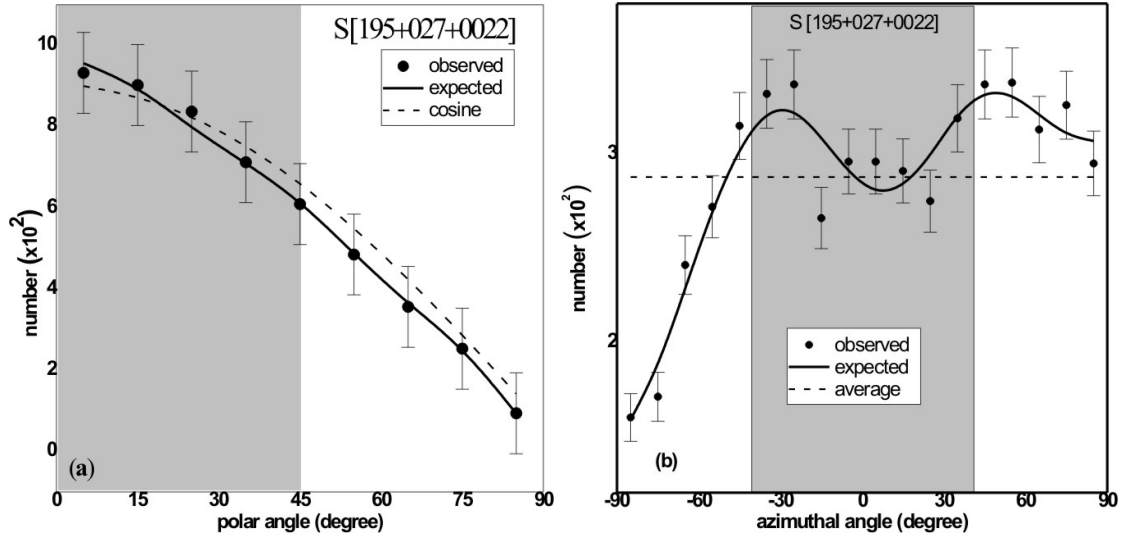 S[195+027+0022]
observed
expected
cosine
number (x10²)
10
8
6
4
2
0
(a)
0 15 30 45 60 75 90
polar angle (degree)
S [195+027+0022]
number (x10²)
3
2
observed
expected
average
(b)
-90 -60 -30 0 30 60 90
azimuthal angle (degree)